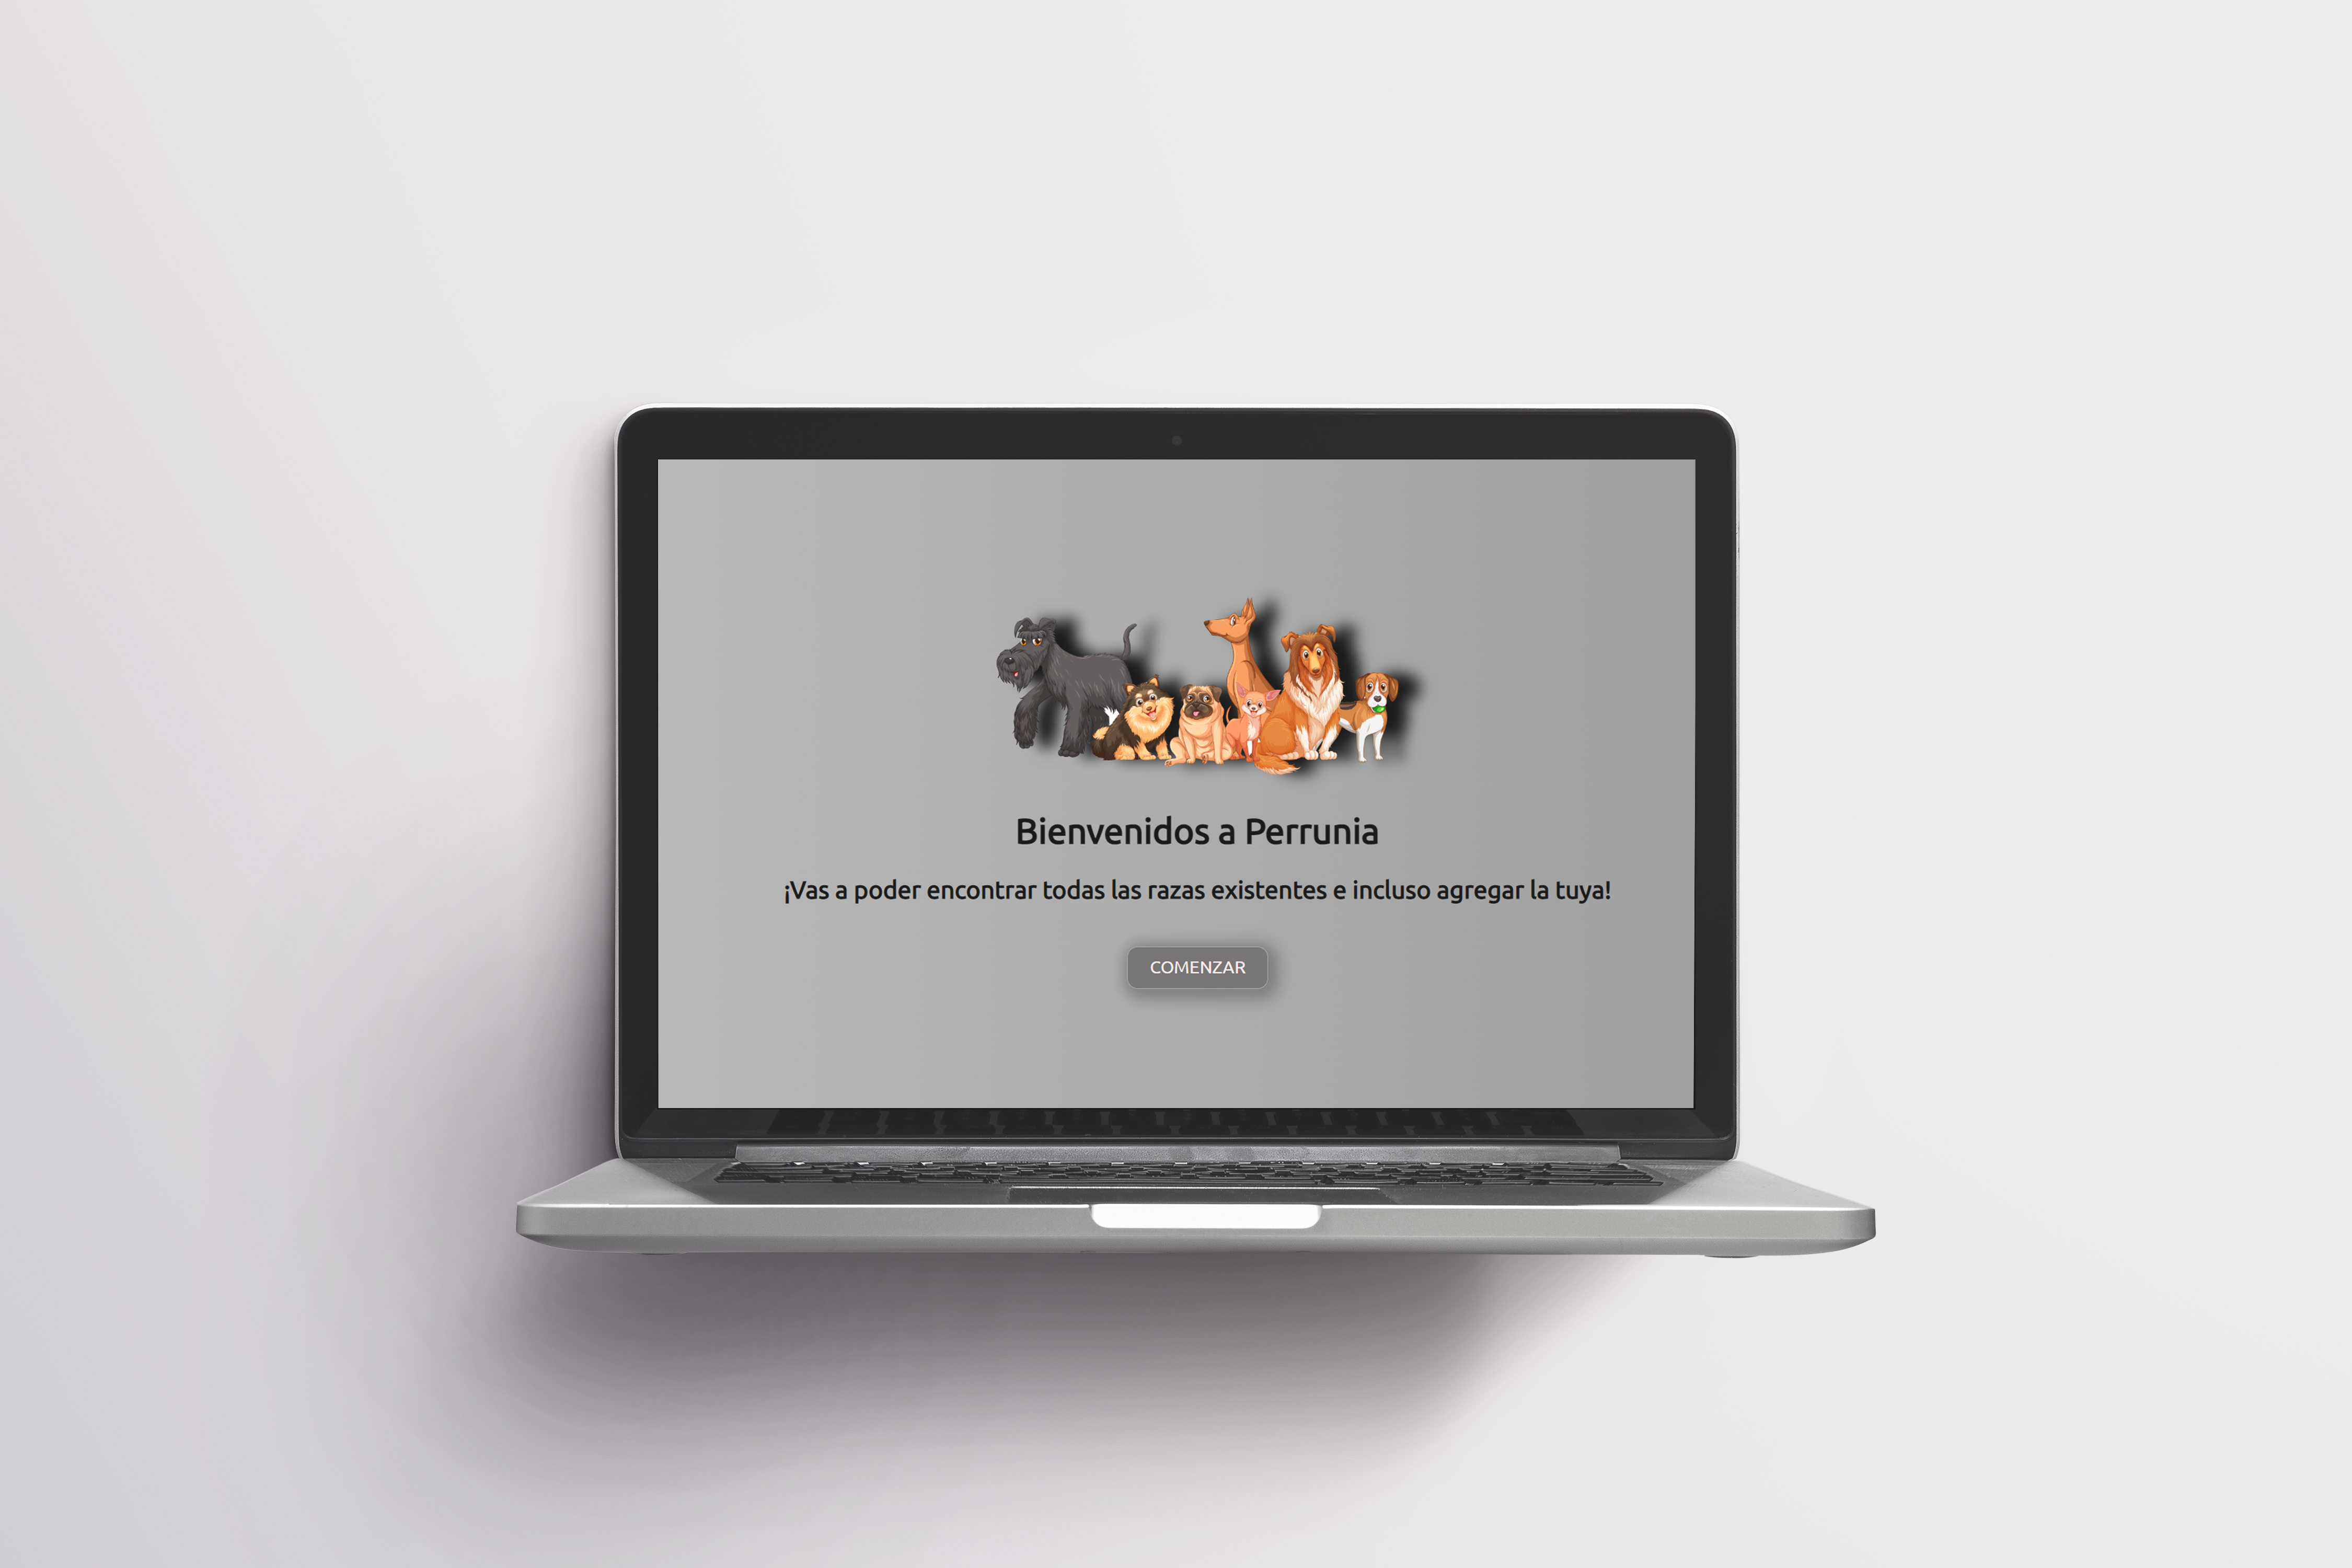 Bienvenidos a Perrunia
¡Vas a poder encontrar todas las razas existentes e incluso agregar la tuya!
COMENZAR